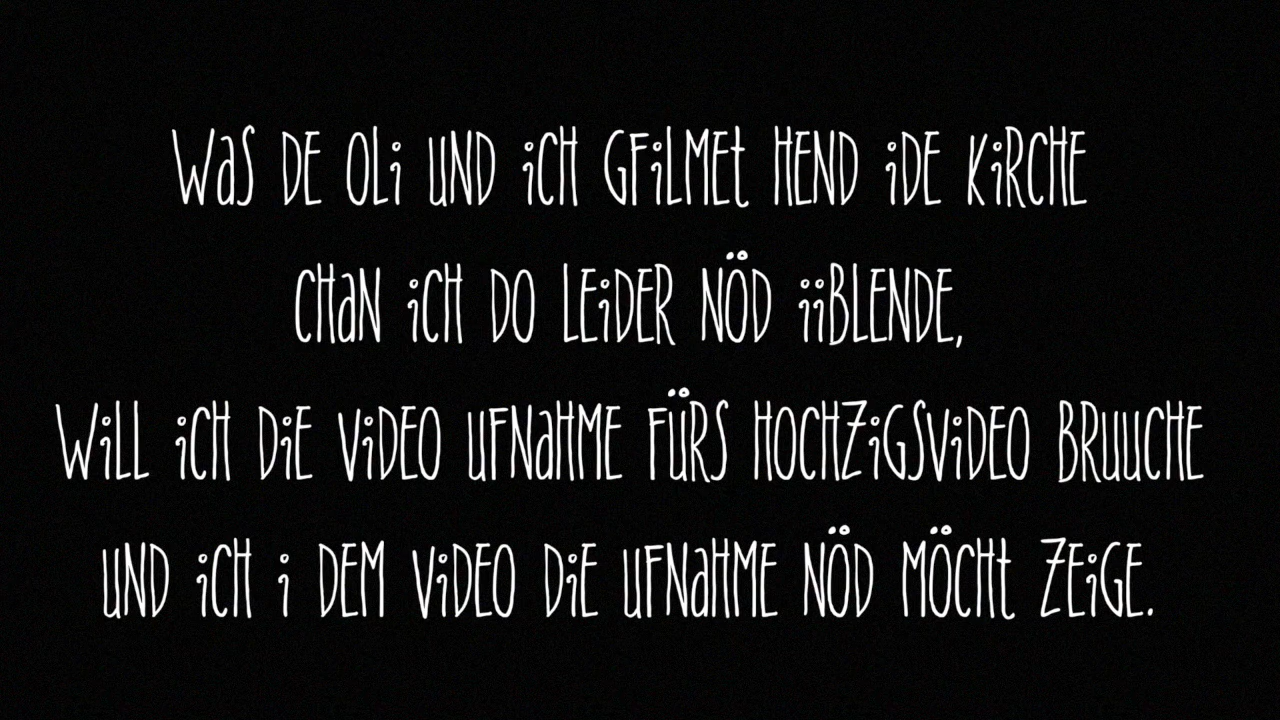 Was de Oli und ich gfilmet hend ide Kirche
chan ich do leider nöd iiblende,
will ich die Video Ufnahme fürs Hochzigsvideo bruuche
und ich i dem Video die Ufnahme nöd möcht zeige.